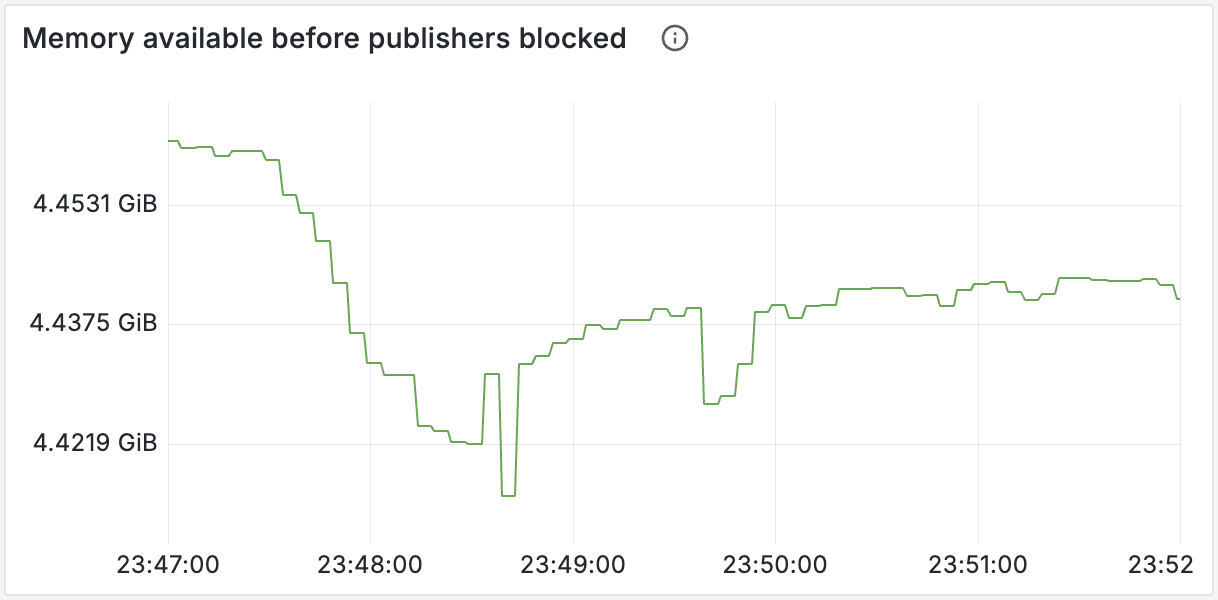 Memory available before publishers blocked
4.4531 GiB
4.4375 GiB
4.4219 GiB
23:47:00 23:48:00 23:49:00 23:50:00 23:51:00 23:52